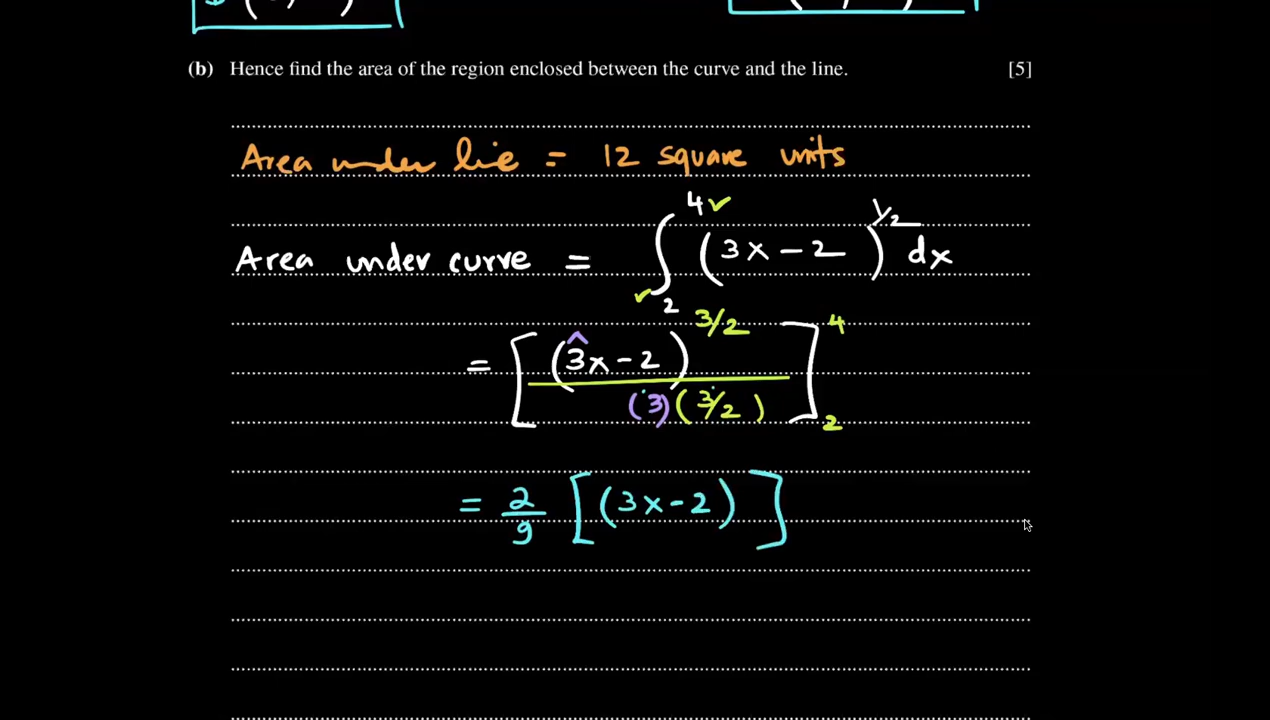 (b) Hence find the area of the region enclosed between the curve and the line. [5]
Area under lie = 12 square units
Area under curve = ∫₂⁴ (3x-2)^1/2 dx
= [(3x-2)^3/2 / (3)(3/2)]₂⁴
= 2/9 [(3x-2)]